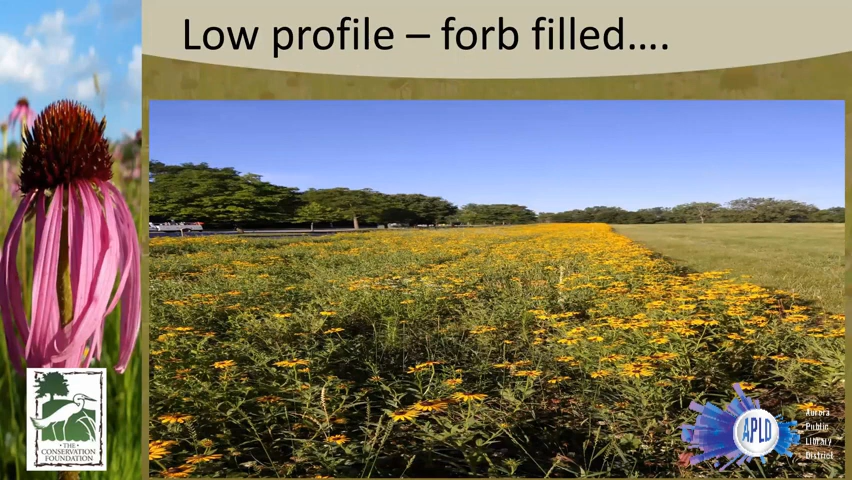 Low profile – forb filled….
THE
CONSERVATION
FOUNDATION
APLD
Aurora
Public
Library
District